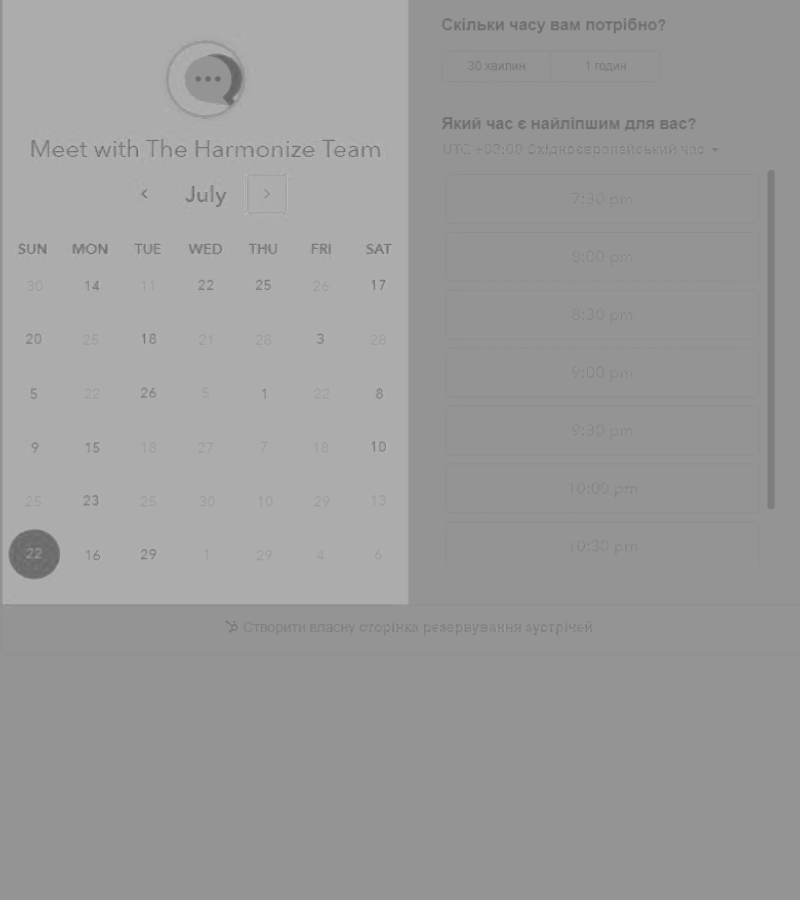 Meet with The Harmonize Team
July
SUN MON TUE WED THU FRI SAT
30 14 11 22 25 26 17
20 25 18 21 28 3 28
5 22 26 5 1 22 8
9 15 18 27 7 18 10
25 23 25 30 10 29 13
22 16 29 1 29 4 6
Скільки часу вам потрібно?
30 хвилин 1 годин
Який час є найліпшим для вас?
UTC +03:00 Східноєвропейський час
7:30 pm
8:00 pm
8:30 pm
9:00 pm
9:30 pm
10:00 pm
10:30 pm
Створити власну сторінка резервування зустрічей